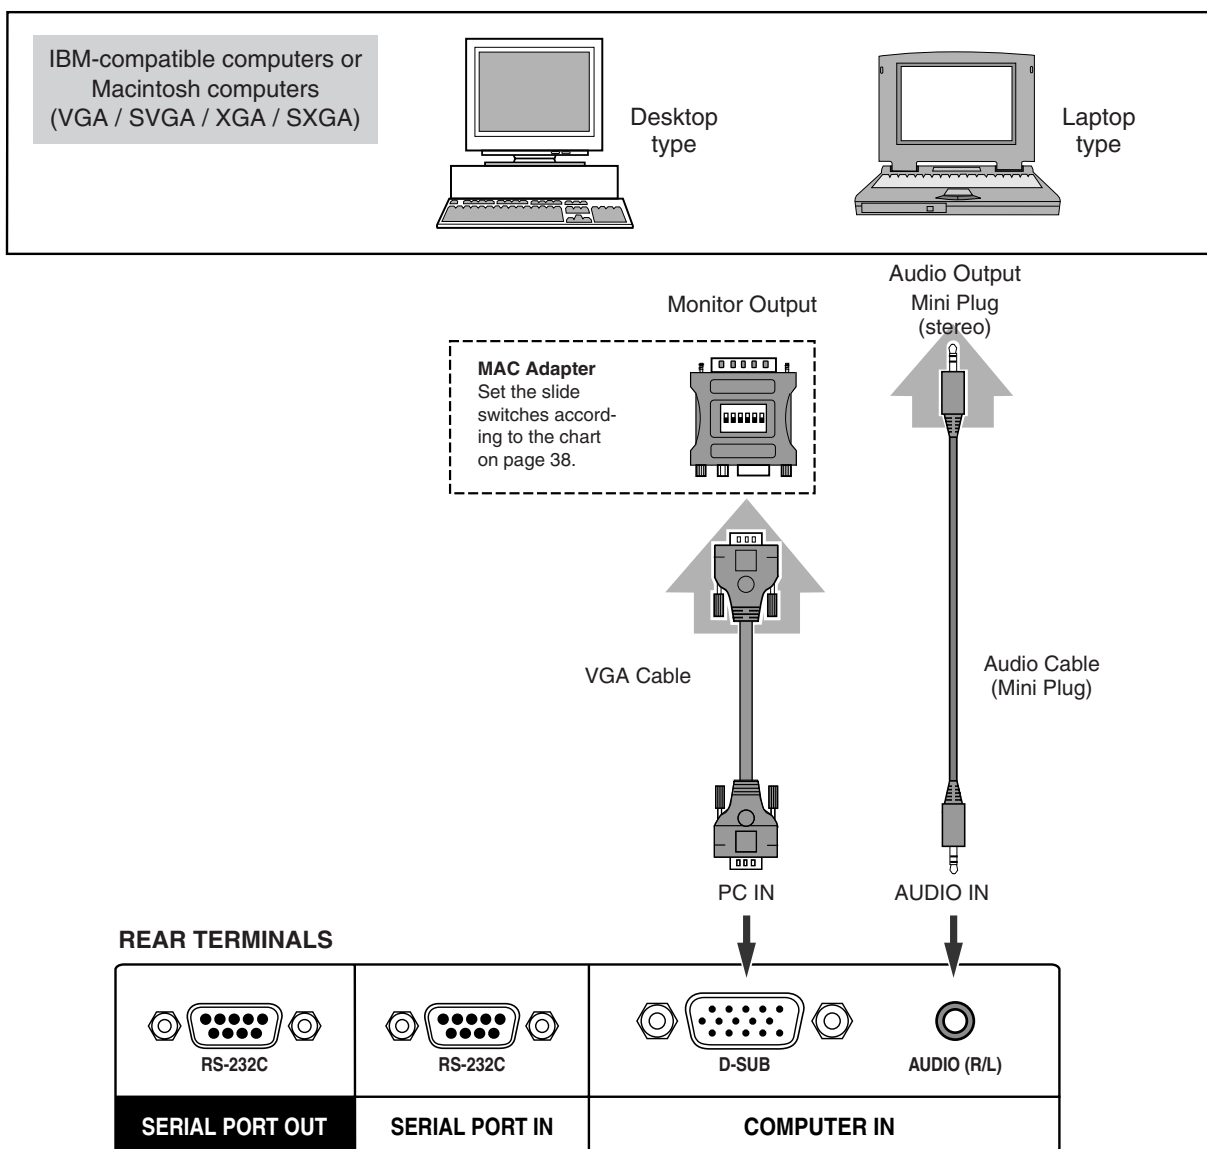 IBM-compatible computers or
Macintosh computers
(VGA / SVGA / XGA / SXGA)
Desktop
type
Laptop
type
Monitor Output
Audio Output
Mini Plug
(stereo)
MAC Adapter
Set the slide
switches accord-
ing to the chart
on page 38.
VGA Cable
Audio Cable
(Mini Plug)
PC IN
AUDIO IN
REAR TERMINALS
RS-232C
RS-232C
D-SUB
AUDIO (R/L)
SERIAL PORT OUT
SERIAL PORT IN
COMPUTER IN